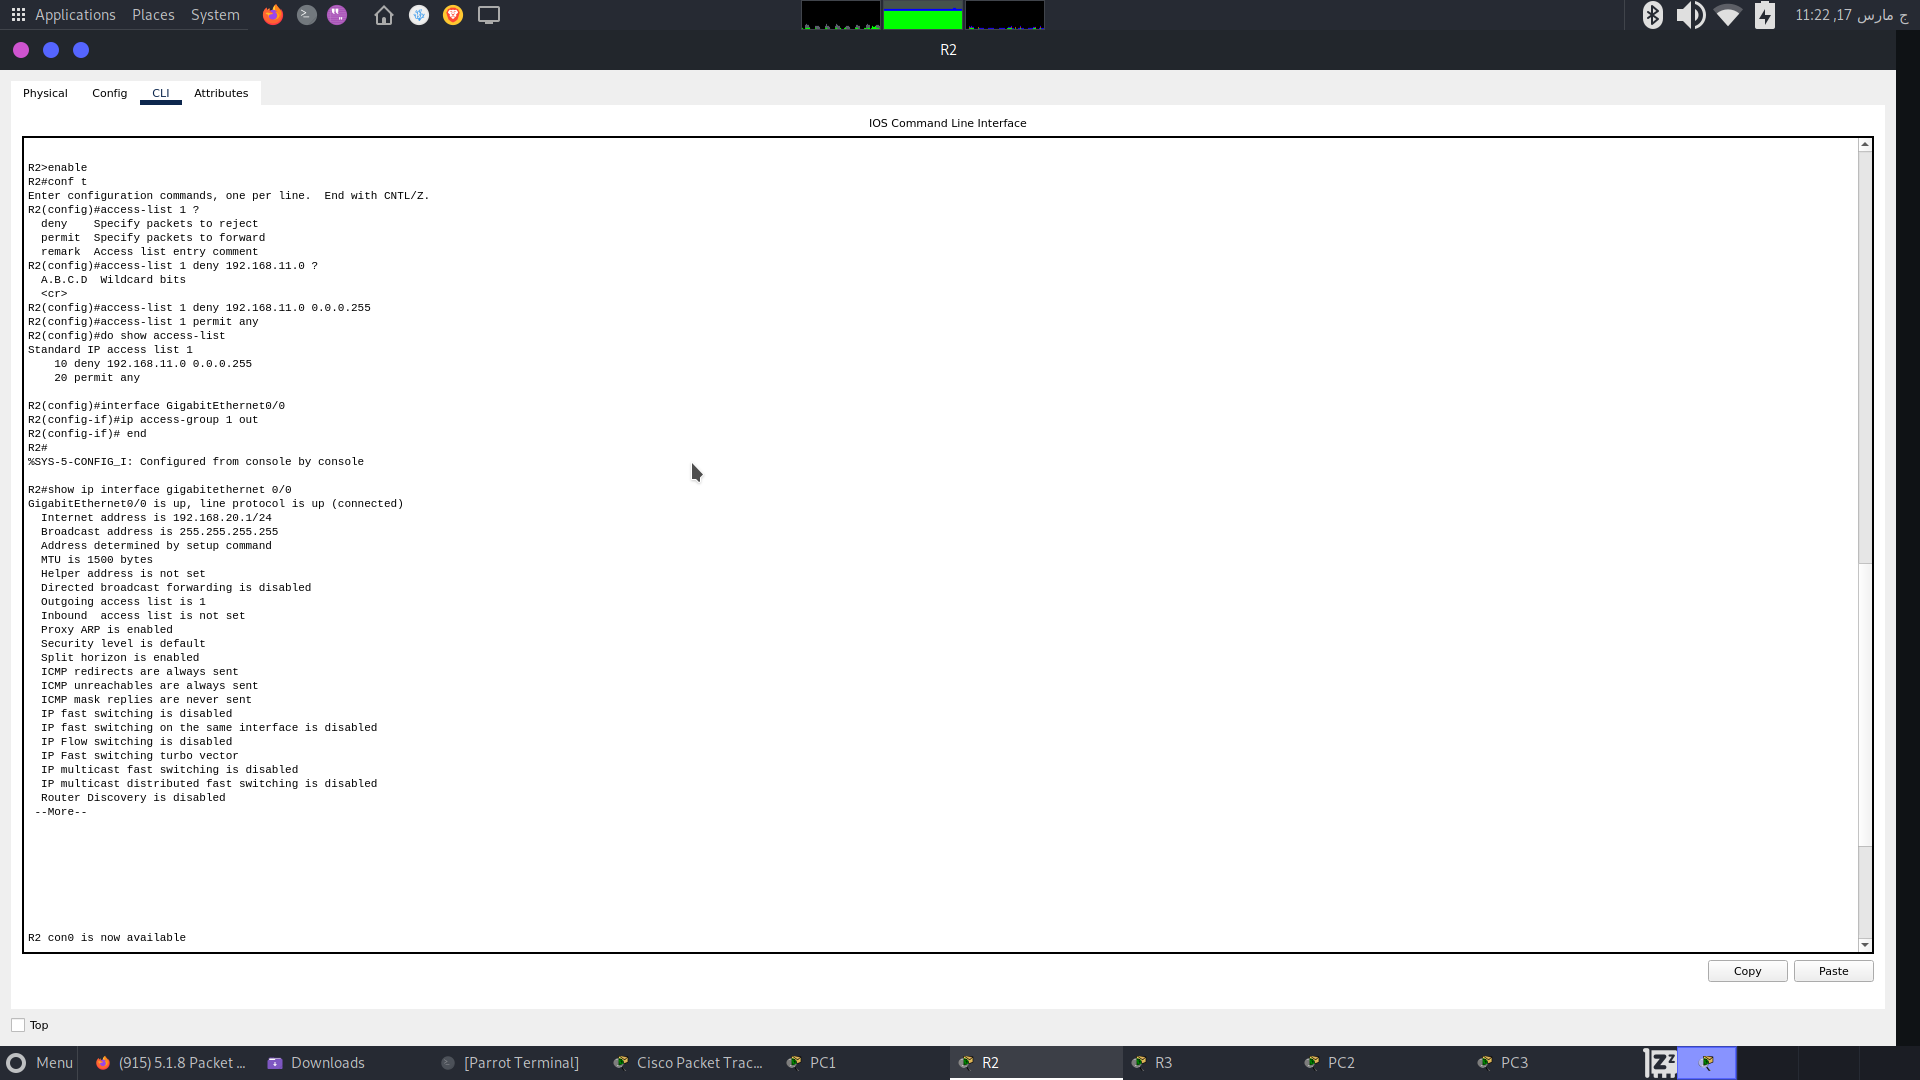 Applications Places System
11:22 ,17 مارس ج
R2
Physical Config CLI Attributes
IOS Command Line Interface
R2>enable
R2#conf t
Enter configuration commands, one per line.  End with CNTL/Z.
R2(config)#access-list 1 ?
  deny    Specify packets to reject
  permit  Specify packets to forward
  remark  Access list entry comment
R2(config)#access-list 1 deny 192.168.11.0 ?
  A.B.C.D  Wildcard bits
  <cr>
R2(config)#access-list 1 deny 192.168.11.0 0.0.0.255
R2(config)#access-list 1 permit any
R2(config)#do show access-list
Standard IP access list 1
    10 deny 192.168.11.0 0.0.0.255
    20 permit any
R2(config)#interface GigabitEthernet0/0
R2(config-if)#ip access-group 1 out
R2(config-if)# end
R2#
%SYS-5-CONFIG_I: Configured from console by console
R2#show ip interface gigabitethernet 0/0
GigabitEthernet0/0 is up, line protocol is up (connected)
  Internet address is 192.168.20.1/24
  Broadcast address is 255.255.255.255
  Address determined by setup command
  MTU is 1500 bytes
  Helper address is not set
  Directed broadcast forwarding is disabled
  Outgoing access list is 1
  Inbound  access list is not set
  Proxy ARP is enabled
  Security level is default
  Split horizon is enabled
  ICMP redirects are always sent
  ICMP unreachables are always sent
  ICMP mask replies are never sent
  IP fast switching is disabled
  IP fast switching on the same interface is disabled
  IP Flow switching is disabled
  IP Fast switching turbo vector
  IP multicast fast switching is disabled
  IP multicast distributed fast switching is disabled
  Router Discovery is disabled
 --More--
R2 con0 is now available
Copy Paste
Top
Menu (915) 5.1.8 Packet ... Downloads [Parrot Terminal] Cisco Packet Trac... PC1 R2 R3 PC2 PC3